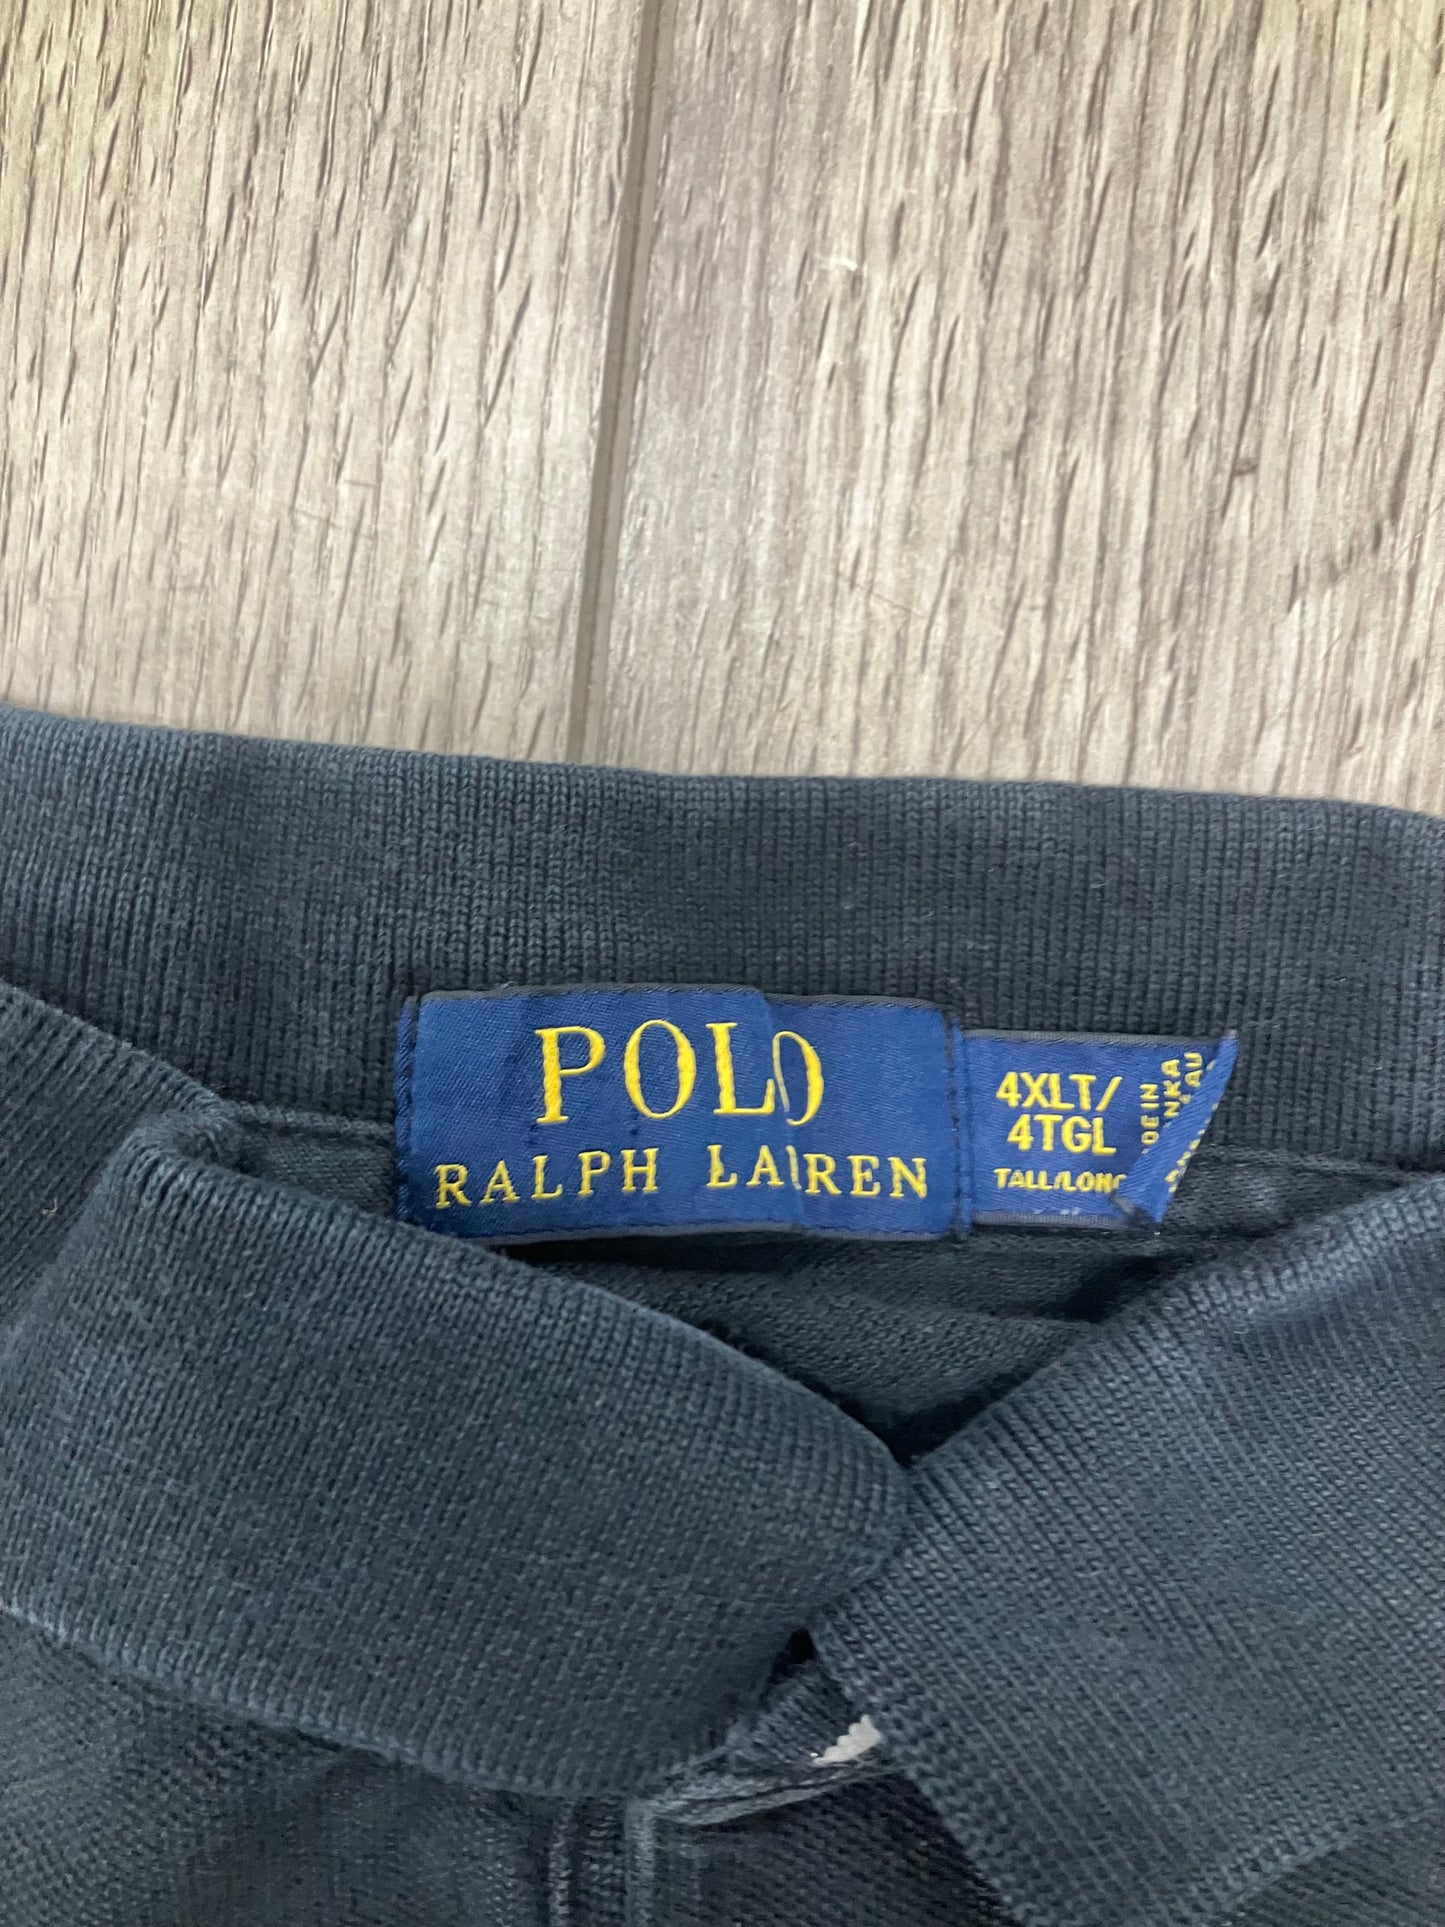 POLO
RALPH LAUREN
4XLT/
4TGL
TALL/LONG